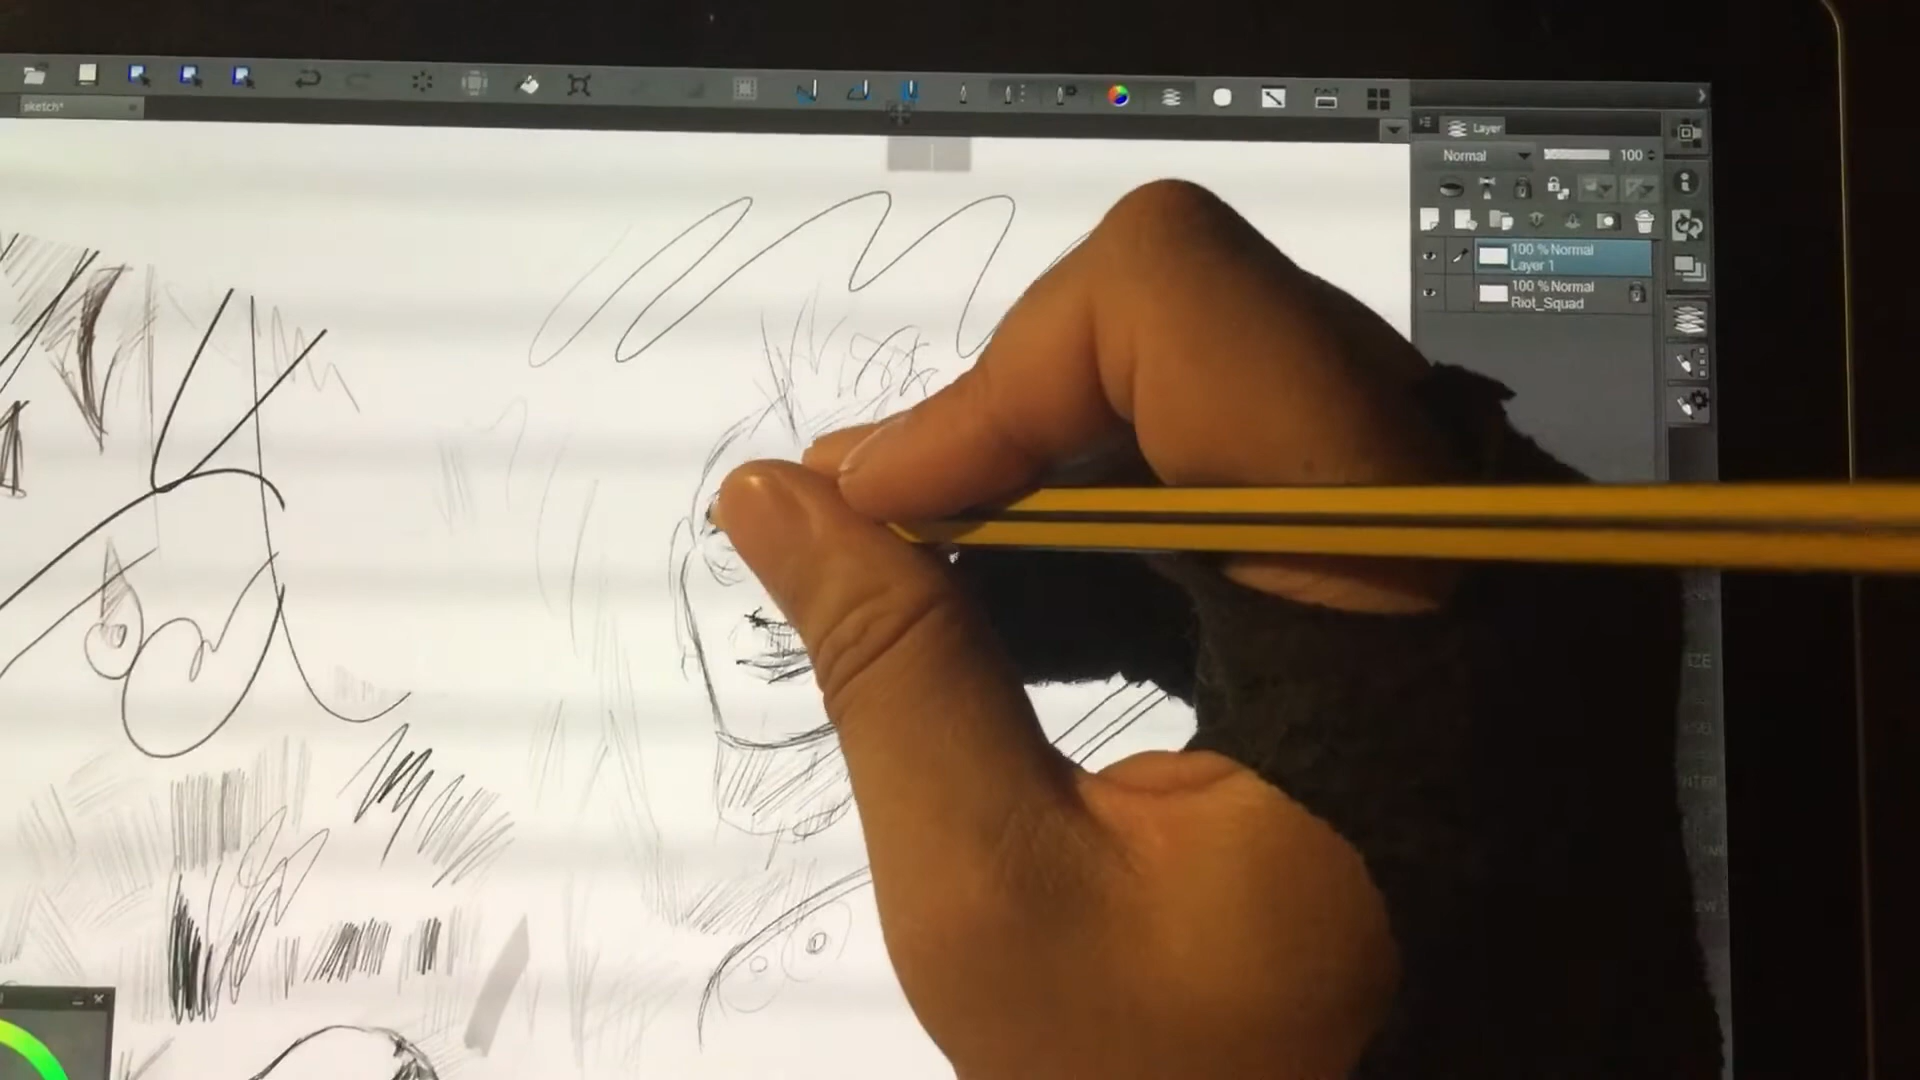 sketch*
Layer
Normal
100
100 %Normal
Layer 1
100 %Normal
Riot_Squad